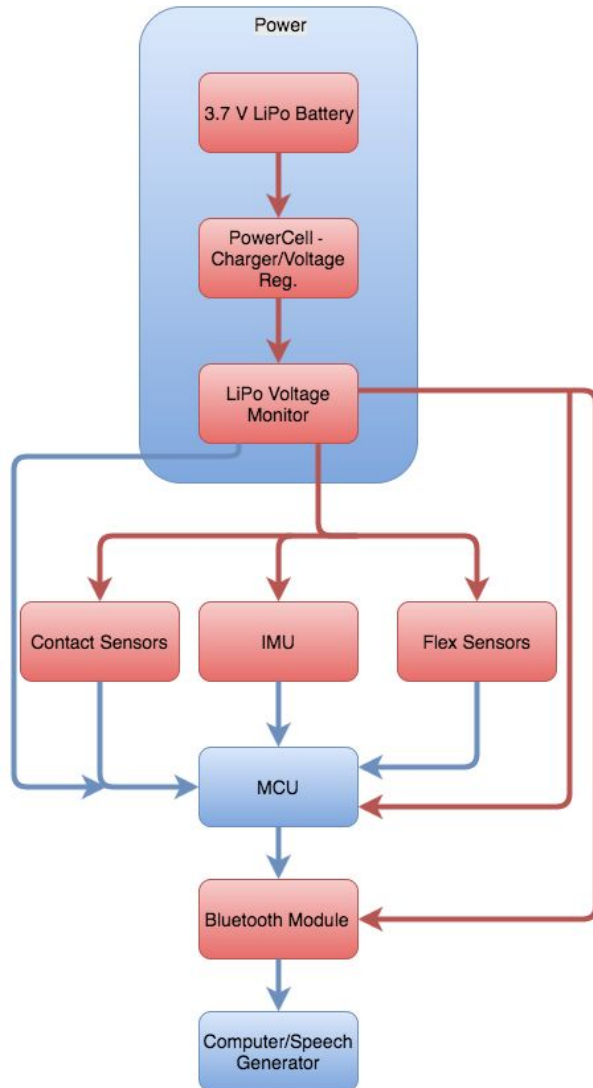 Power
3.7 V LiPo Battery
PowerCell -
Charger/Voltage
Reg.
LiPo Voltage
Monitor
Contact Sensors
IMU
Flex Sensors
MCU
Bluetooth Module
Computer/Speech
Generator